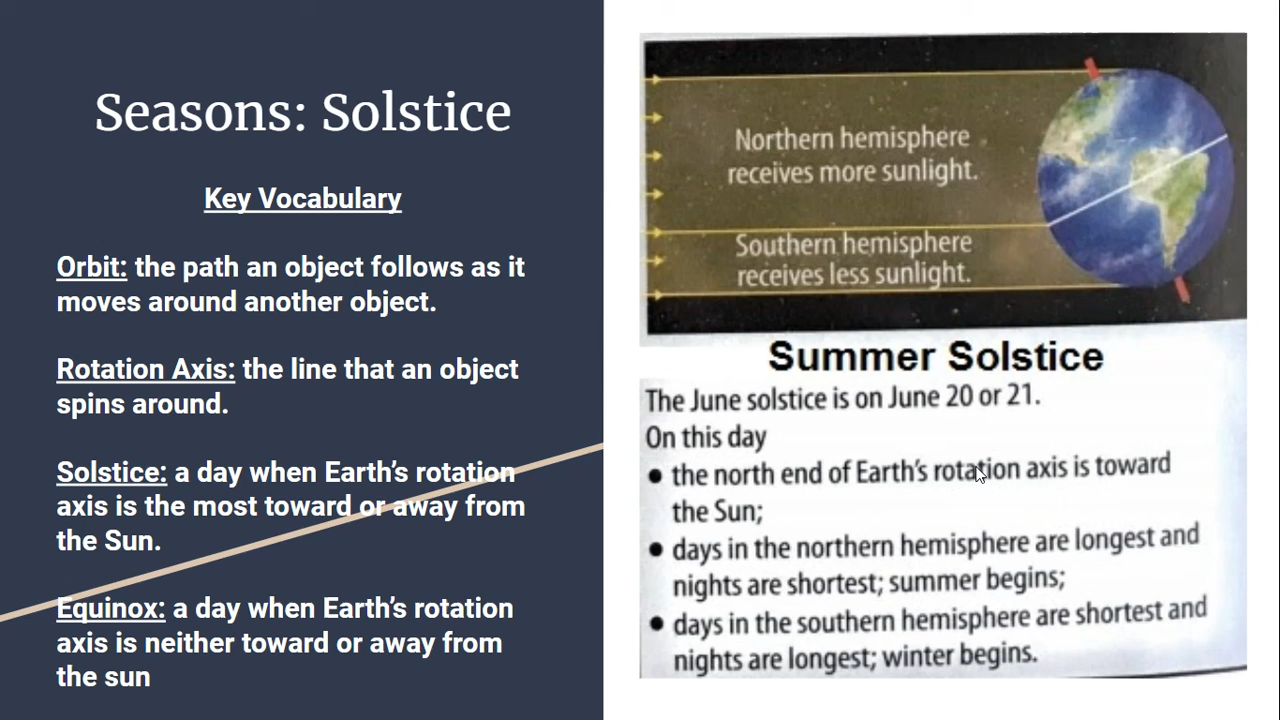 Seasons: Solstice
Key Vocabulary
Orbit: the path an object follows as it
moves around another object.
Rotation Axis: the line that an object
spins around.
Solstice: a day when Earth's rotation
axis is the most toward or away from
the Sun.
Equinox: a day when Earth's rotation
axis is neither toward or away from
the sun
Northern hemisphere
receives more sunlight.
Southern hemisphere
receives less sunlight.
Summer Solstice
The June solstice is on June 20 or 21.
On this day
• the north end of Earth's rotation axis is toward
the Sun;
• days in the northern hemisphere are longest and
nights are shortest; summer begins;
• days in the southern hemisphere are shortest and
nights are longest; winter begins.